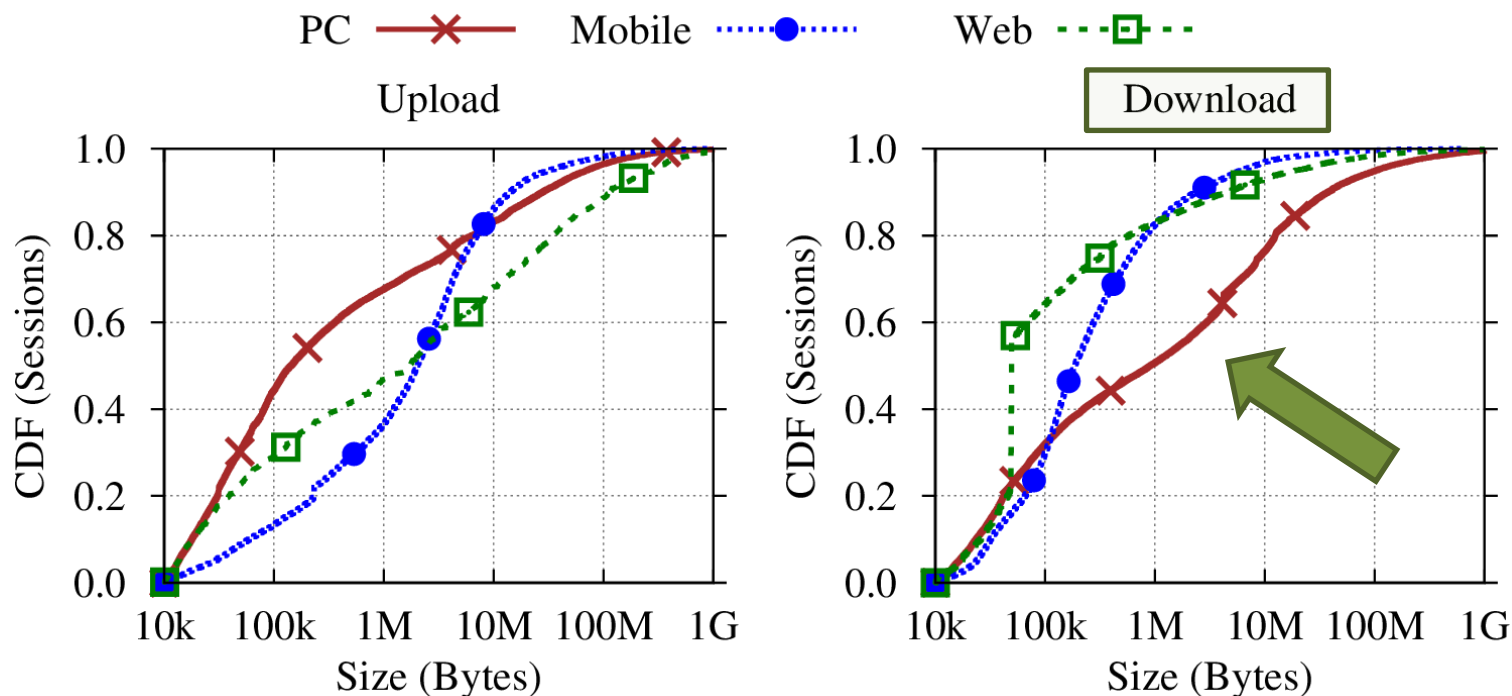 PC Mobile Web
Upload
CDF (Sessions)
1.0
0.8
0.6
0.4
0.2
0.0
10k 100k 1M 10M 100M 1G
Size (Bytes)
Download
CDF (Sessions)
1.0
0.8
0.6
0.4
0.2
0.0
10k 100k 1M 10M 100M 1G
Size (Bytes)